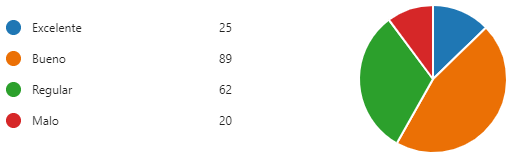 Excelente 25
Bueno 89
Regular 62
Malo 20